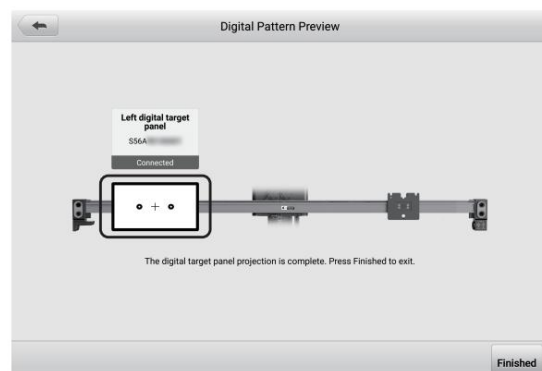 Digital Pattern Preview
Left digital target
panel
S56A
Connected
The digital target panel projection is complete. Press Finished to exit.
Finished